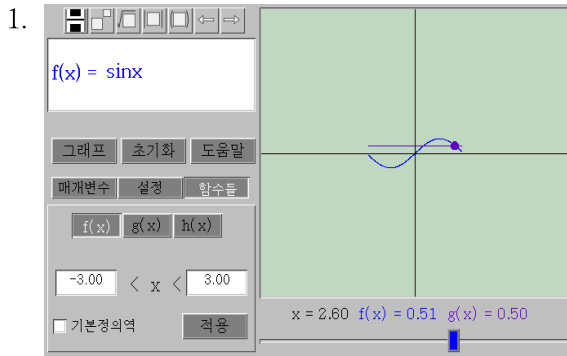 1.
f(x) = sinx
그래프 초기화 도움말
매개변수 설정 함수들
f(x) g(x) h(x)
-3.00 < x < 3.00
기본정의역 적용
x = 2.60 f(x) = 0.51 g(x) = 0.50